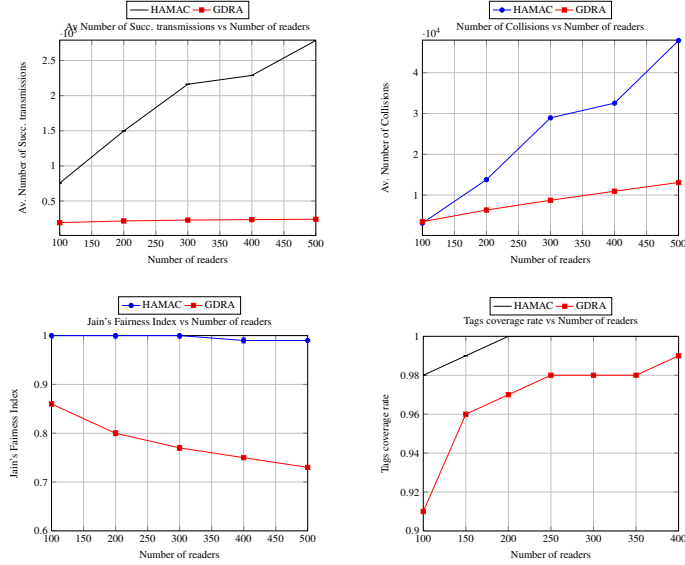 HAMAC GDRA
Av Number of Succ. transmissions vs Number of readers
·10⁵
2.5
2
1.5
1
0.5
100 150 200 250 300 350 400 450 500
Number of readers
Av. Number of Succ. transmissions
HAMAC GDRA
Number of Collisions vs Number of readers
·10⁴
4
3
2
1
100 150 200 250 300 350 400 450 500
Number of readers
Av. Number of Collisions
HAMAC GDRA
Jain's Fairness Index vs Number of readers
1
0.9
0.8
0.7
0.6
100 150 200 250 300 350 400 450 500
Number of readers
Jain's Fairness Index
HAMAC GDRA
Tags coverage rate vs Number of readers
1
0.98
0.96
0.94
0.92
0.9
100 150 200 250 300 350 400
Number of readers
Tags coverage rate